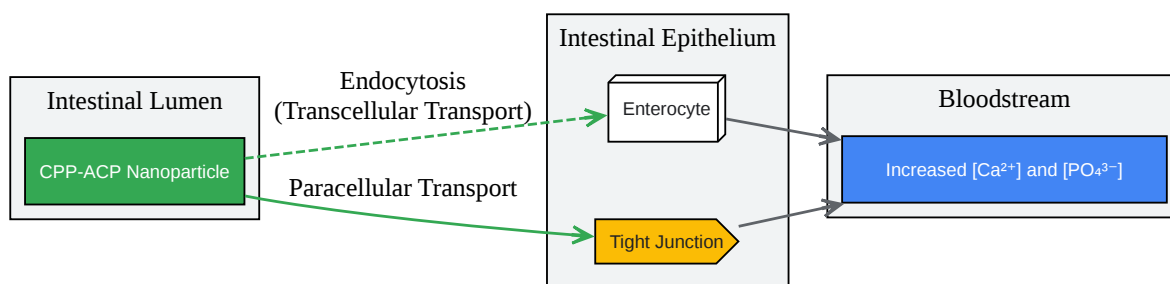 Intestinal Lumen
CPP-ACP Nanoparticle
Endocytosis
(Transcellular Transport)
Paracellular Transport
Intestinal Epithelium
Enterocyte
Tight Junction
Bloodstream
Increased [Ca²⁺] and [PO₄³⁻]